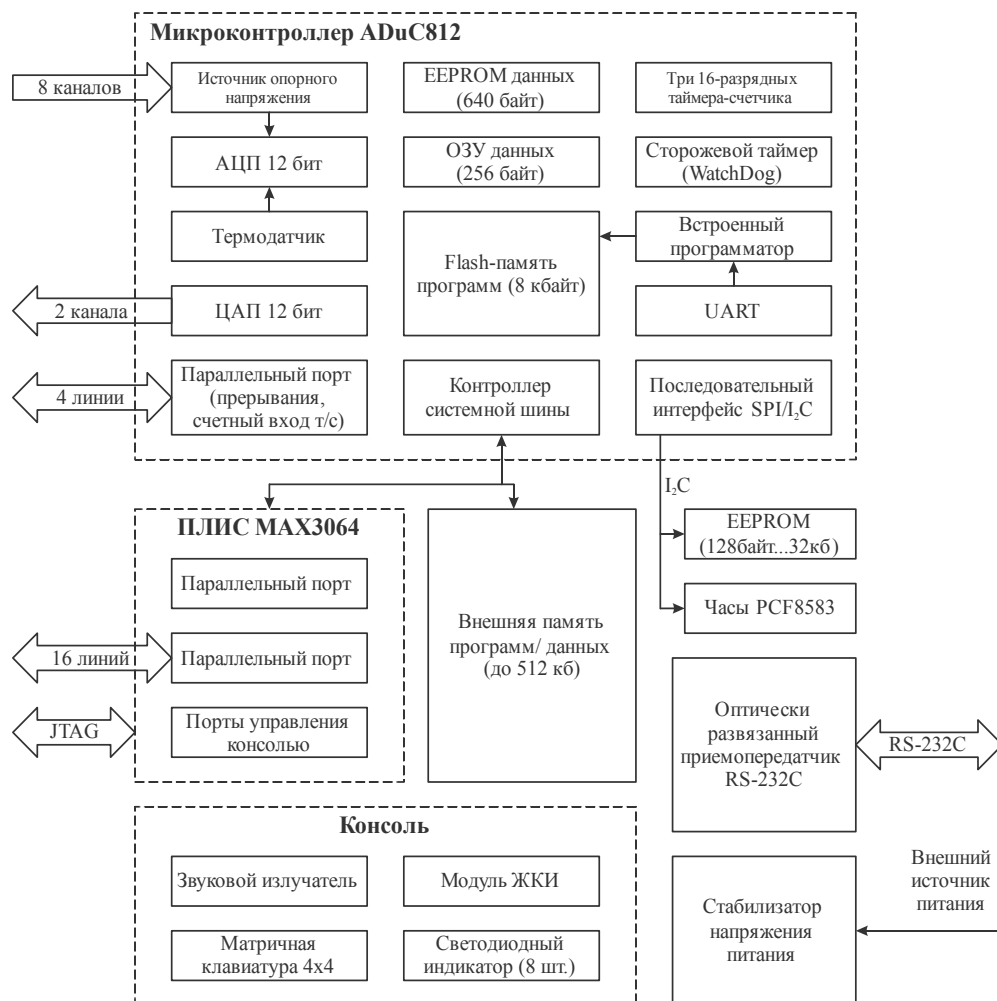 Микроконтроллер ADuC812
8 каналов
Источник опорного
напряжения
EEPROM данных
(640 байт)
Три 16-разрядных
таймера-счетчика
АЦП 12 бит
ОЗУ данных
(256 байт)
Сторожевой таймер
(WatchDog)
Термодатчик
Flash-память
программ (8 кбайт)
Встроенный
программатор
2 канала
ЦАП 12 бит
UART
4 линии
Параллельный порт
(прерывания,
счетный вход т/с)
Контроллер
системной шины
Последовательный
интерфейс SPI/I₂C
I₂C
ПЛИС MAX3064
Параллельный порт
16 линий
Параллельный порт
JTAG
Порты управления
консолью
Внешняя память
программ/ данных
(до 512 кб)
EEPROM
(128байт...32кб)
Часы PCF8583
Оптически
развязанный
приемопередатчик
RS-232C
RS-232C
Консоль
Звуковой излучатель
Модуль ЖКИ
Матричная
клавиатура 4х4
Светодиодный
индикатор (8 шт.)
Стабилизатор
напряжения
питания
Внешний
источник
питания